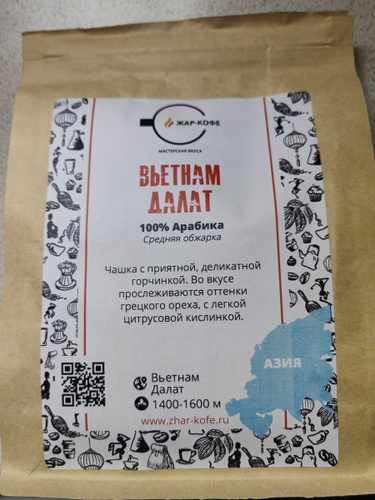 ЖАР-КОФЕ
МАСТЕРСКАЯ ВКУСА
ВЬЕТНАМ
ДАЛАТ
100% Арабика
Средняя обжарка
Чашка с приятной, деликатной
горчинкой. Во вкусе
прослеживаются оттенки
грецкого ореха, с легкой
цитрусовой кислинкой.
АЗИЯ
Вьетнам
Далат
1400-1600 м
www.zhar-kofe.ru